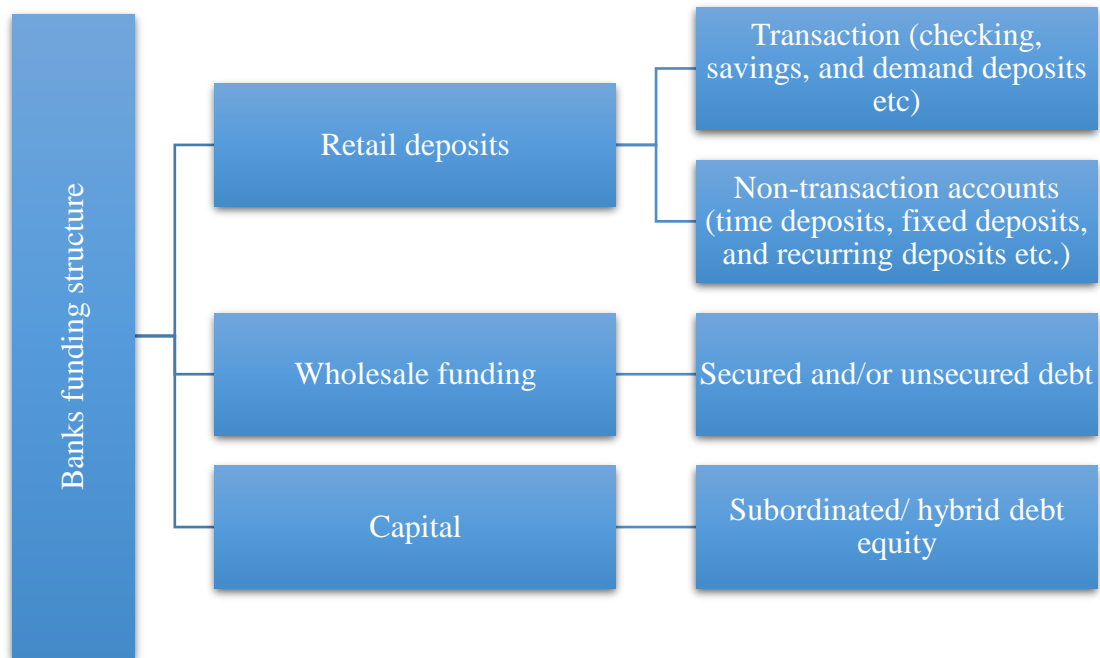 Banks funding structure
Retail deposits
Transaction (checking,
savings, and demand deposits
etc)
Non-transaction accounts
(time deposits, fixed deposits,
and recurring deposits etc.)
Wholesale funding
Secured and/or unsecured debt
Capital
Subordinated/ hybrid debt
equity